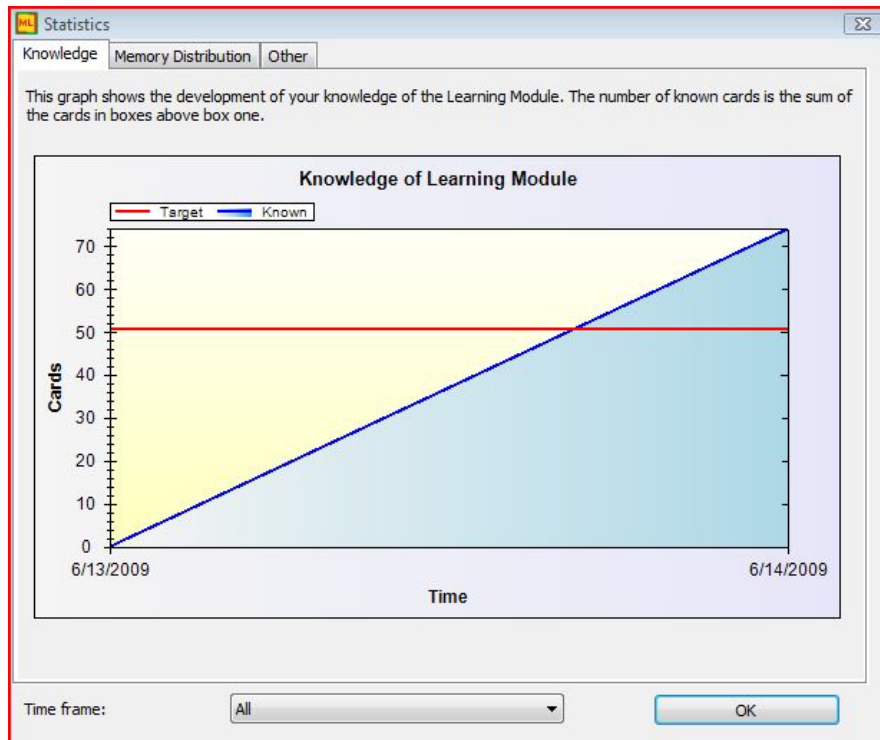 ML Statistics
Knowledge Memory Distribution Other
This graph shows the development of your knowledge of the Learning Module. The number of known cards is the sum of
the cards in boxes above box one.
Knowledge of Learning Module
Target Known
70
60
50
40
30
20
10
0
Cards
6/13/2009 6/14/2009
Time
Time frame: All OK